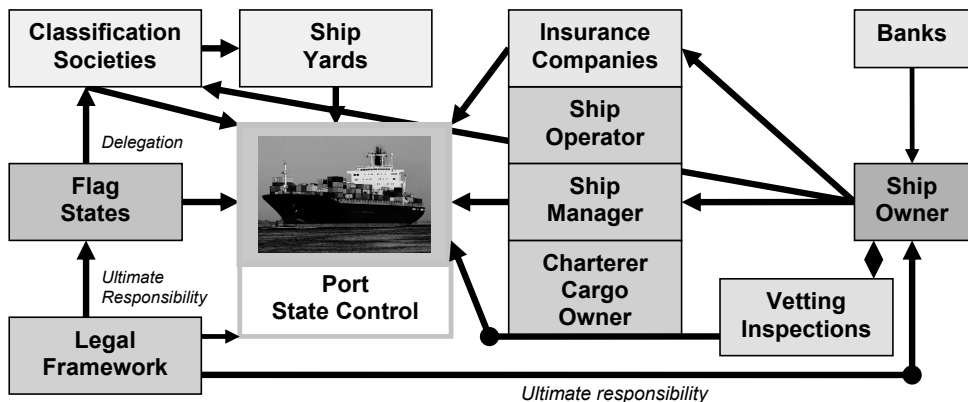 Classification
Societies
Ship
Yards
Insurance
Companies
Banks
Ship
Operator
Delegation
Flag
States
Ship
Manager
Ship
Owner
Ultimate
Responsibility
Port
State Control
Charterer
Cargo
Owner
Vetting
Inspections
Legal
Framework
Ultimate responsibility